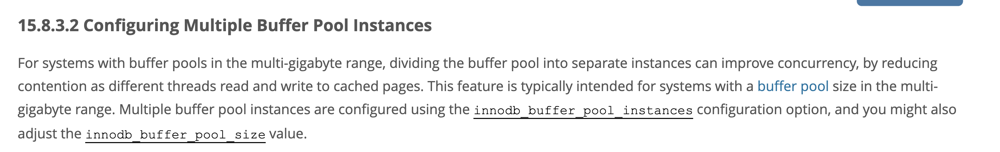 15.8.3.2 Configuring Multiple Buffer Pool Instances
For systems with buffer pools in the multi-gigabyte range, dividing the buffer pool into separate instances can improve concurrency, by reducing
contention as different threads read and write to cached pages. This feature is typically intended for systems with a buffer pool size in the multi-
gigabyte range. Multiple buffer pool instances are configured using the innodb_buffer_pool_instances configuration option, and you might also
adjust the innodb_buffer_pool_size value.